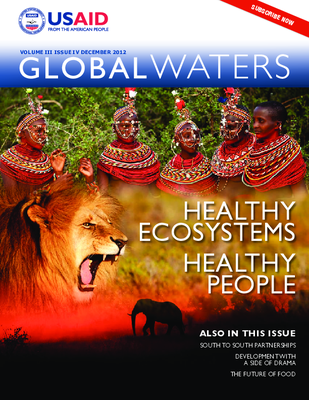 USAID
FROM THE AMERICAN PEOPLE
SUBSCRIBE NOW
VOLUME III ISSUE IV DECEMBER 2012
GLOBALWATERS
HEALTHY
ECOSYSTEMS
HEALTHY
PEOPLE
ALSO IN THIS ISSUE
SOUTH TO SOUTH PARTNERSHIPS
DEVELOPMENT WITH
A SIDE OF DRAMA
THE FUTURE OF FOOD